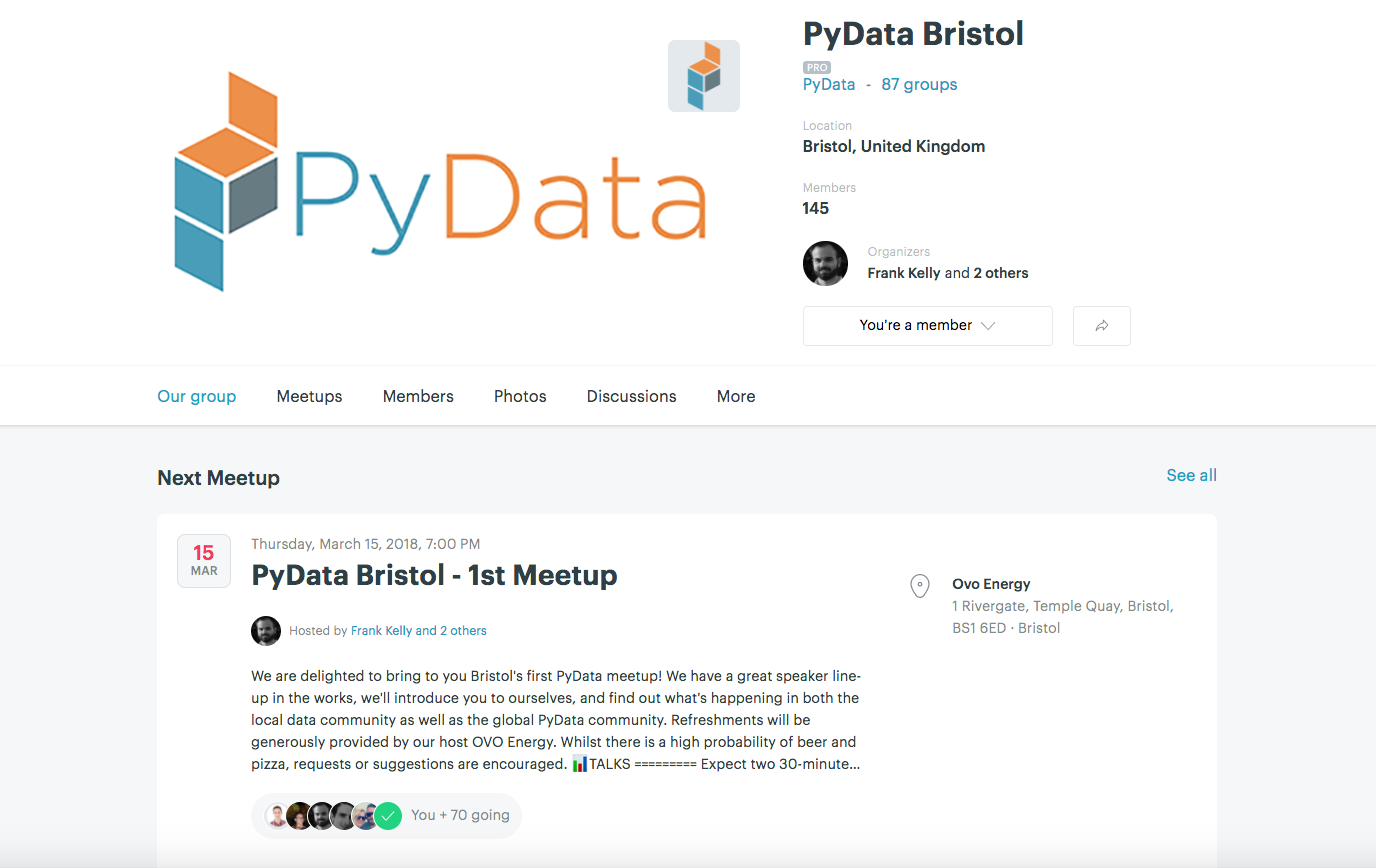 PyData
PyData Bristol
PRO
PyData - 87 groups
Location
Bristol, United Kingdom
Members
145
Organizers
Frank Kelly and 2 others
You're a member
Our group Meetups Members Photos Discussions More
Next Meetup
See all
15
MAR
Thursday, March 15, 2018, 7:00 PM
PyData Bristol - 1st Meetup
Hosted by Frank Kelly and 2 others
We are delighted to bring to you Bristol's first PyData meetup! We have a great speaker line-
up in the works, we'll introduce you to ourselves, and find out what's happening in both the
local data community as well as the global PyData community. Refreshments will be
generously provided by our host OVO Energy. Whilst there is a high probability of beer and
pizza, requests or suggestions are encouraged. 📊TALKS ========= Expect two 30-minute...
You + 70 going
Ovo Energy
1 Rivergate, Temple Quay, Bristol,
BS1 6ED · Bristol